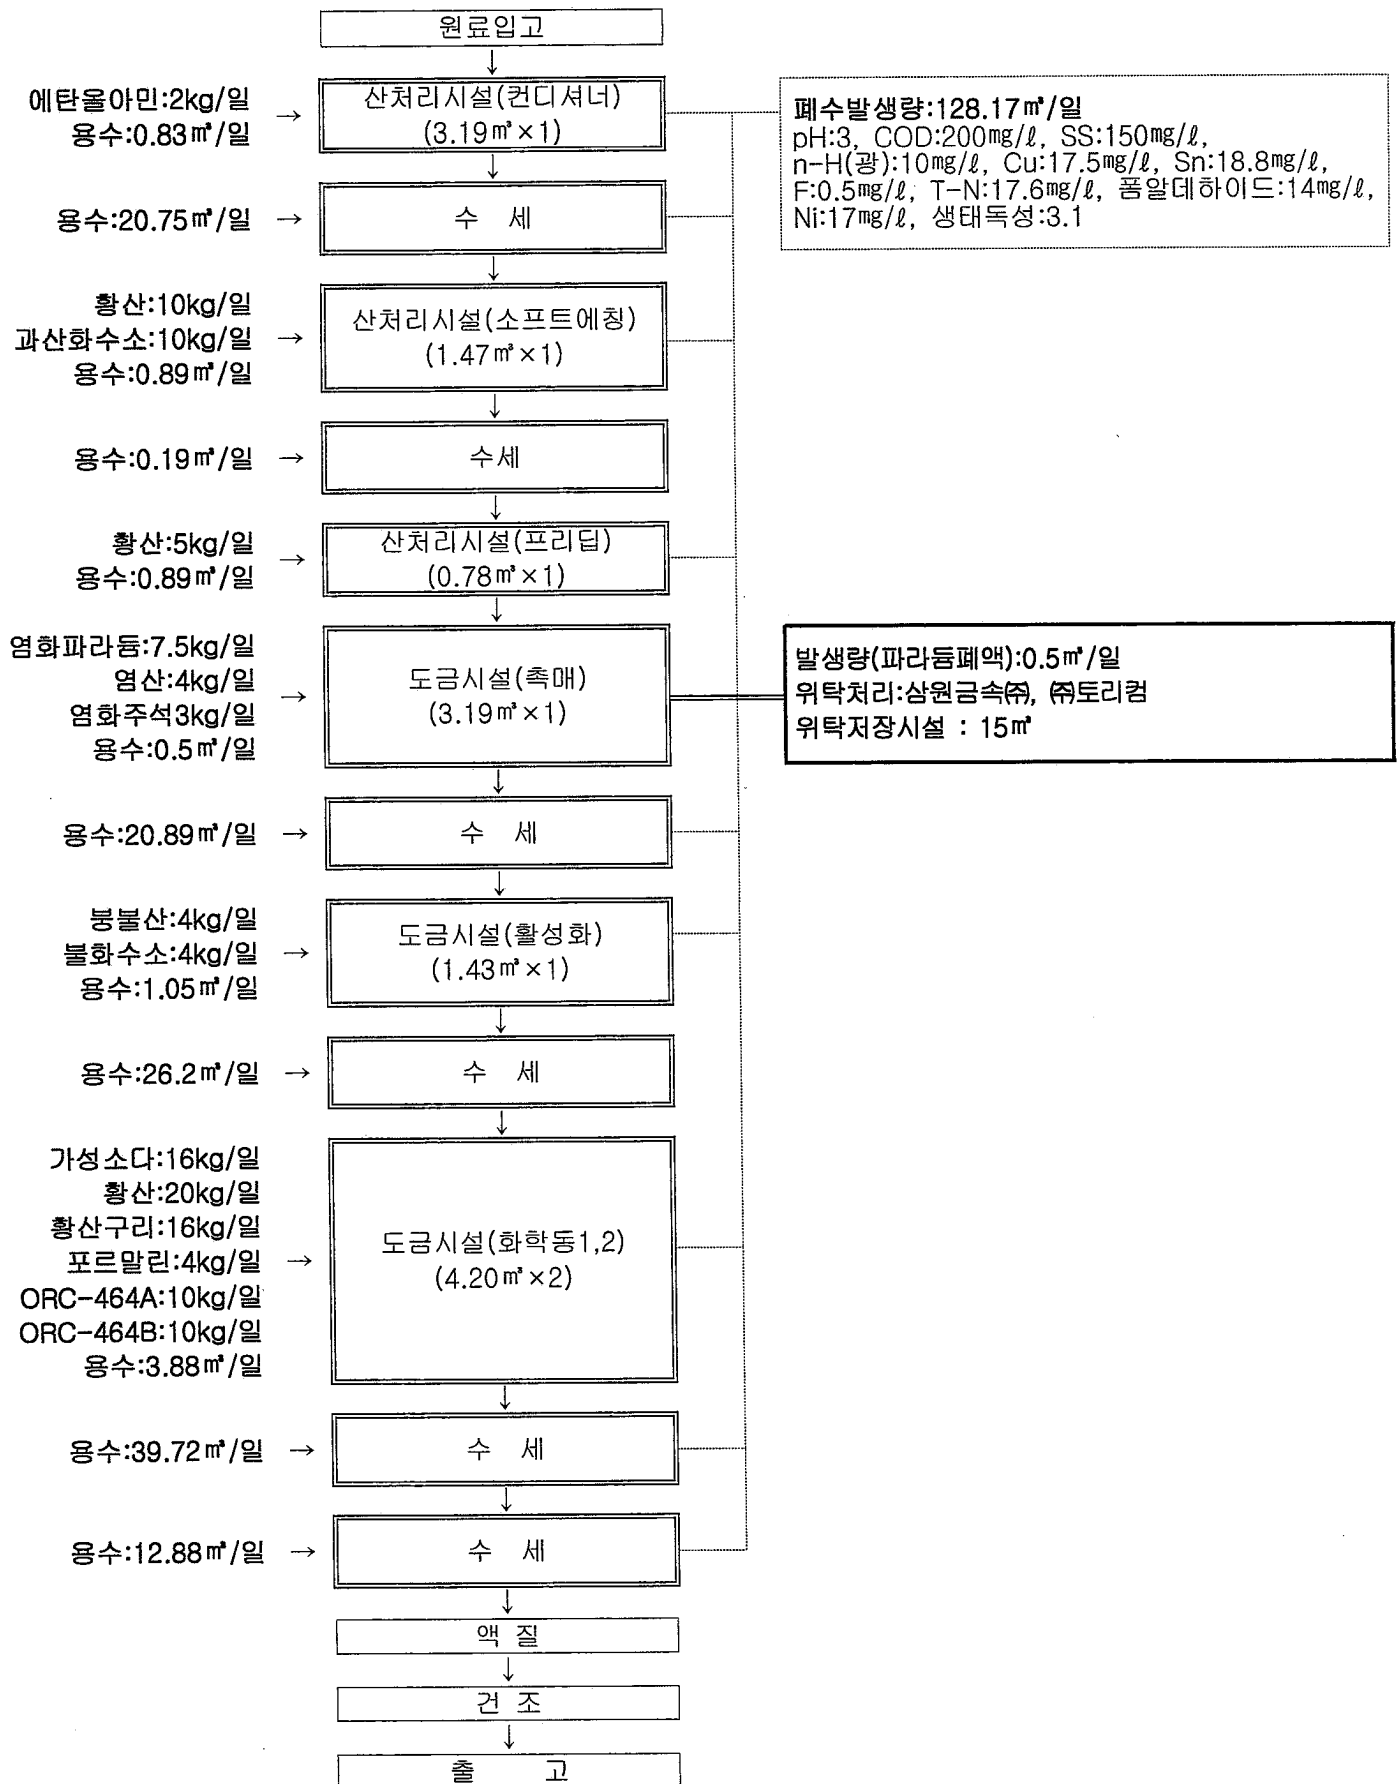 원료입고
에탄올아민:2kg/일
용수:0.83㎥/일
→
산처리시설(컨디셔너)
(3.19㎥×1)
폐수발생량:128.17㎥/일
pH:3, COD:200㎎/ℓ, SS:150㎎/ℓ,
n-H(광):10㎎/ℓ, Cu:17.5㎎/ℓ, Sn:18.8㎎/ℓ,
F:0.5㎎/ℓ, T-N:17.6㎎/ℓ, 폼알데하이드:14㎎/ℓ,
Ni:17㎎/ℓ, 생태독성:3.1
용수:20.75㎥/일 →
수 세
황산:10kg/일
과산화수소:10kg/일 →
용수:0.89㎥/일
산처리시설(소프트에칭)
(1.47㎥×1)
용수:0.19㎥/일 →
수세
황산:5kg/일
용수:0.89㎥/일
→
산처리시설(프리딥)
(0.78㎥×1)
염화파라듐:7.5kg/일
염산:4kg/일
염화주석3kg/일
용수:0.5㎥/일
→
도금시설(촉매)
(3.19㎥×1)
발생량(파라듐폐액):0.5㎥/일
위탁처리:삼원금속㈜, ㈜토리컴
위탁저장시설 : 15㎥
용수:20.89㎥/일 →
수 세
붕불산:4kg/일
불화수소:4kg/일 →
용수:1.05㎥/일
도금시설(활성화)
(1.43㎥×1)
용수:26.2㎥/일 →
수 세
가성소다:16kg/일
황산:20kg/일
황산구리:16kg/일
포르말린:4kg/일 →
ORC-464A:10kg/일
ORC-464B:10kg/일
용수:3.88㎥/일
도금시설(화학동1,2)
(4.20㎥×2)
용수:39.72㎥/일 →
수 세
용수:12.88㎥/일 →
수 세
액 질
건 조
출 고